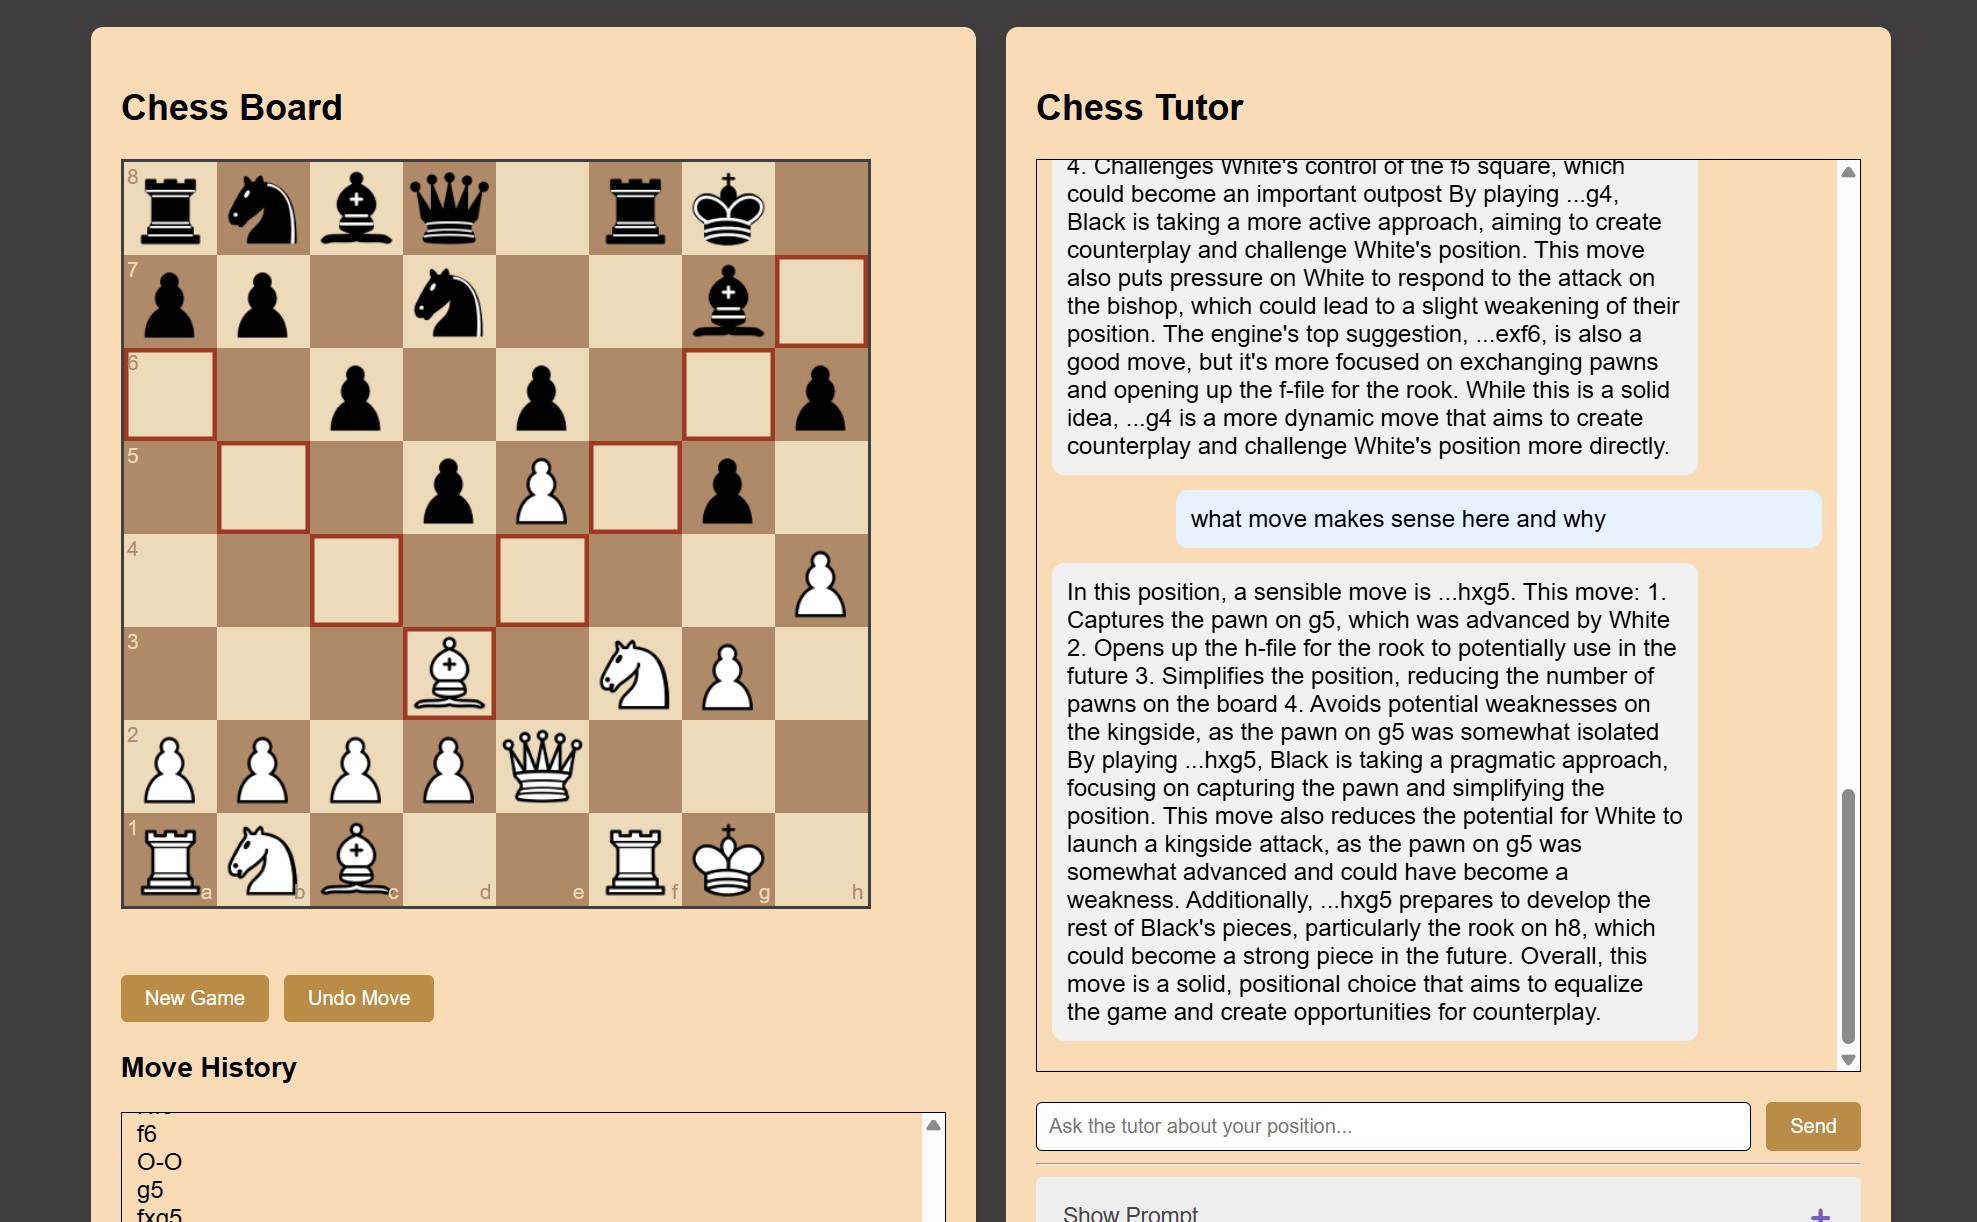 Chess Board
8
7
6
5
4
3
2
1
a
b
c
d
e
f
g
h
New Game
Undo Move
Move History
f6
O-O
g5
fxg5
Chess Tutor
4. Challenges White's control of the f5 square, which
could become an important outpost By playing ...g4,
Black is taking a more active approach, aiming to create
counterplay and challenge White's position. This move
also puts pressure on White to respond to the attack on
the bishop, which could lead to a slight weakening of their
position. The engine's top suggestion, ...exf6, is also a
good move, but it's more focused on exchanging pawns
and opening up the f-file for the rook. While this is a solid
idea, ...g4 is a more dynamic move that aims to create
counterplay and challenge White's position more directly.
what move makes sense here and why
In this position, a sensible move is ...hxg5. This move: 1.
Captures the pawn on g5, which was advanced by White
2. Opens up the h-file for the rook to potentially use in the
future 3. Simplifies the position, reducing the number of
pawns on the board 4. Avoids potential weaknesses on
the kingside, as the pawn on g5 was somewhat isolated
By playing ...hxg5, Black is taking a pragmatic approach,
focusing on capturing the pawn and simplifying the
position. This move also reduces the potential for White to
launch a kingside attack, as the pawn on g5 was
somewhat advanced and could have become a
weakness. Additionally, ...hxg5 prepares to develop the
rest of Black's pieces, particularly the rook on h8, which
could become a strong piece in the future. Overall, this
move is a solid, positional choice that aims to equalize
the game and create opportunities for counterplay.
Ask the tutor about your position...
Send
Show Prompt
+